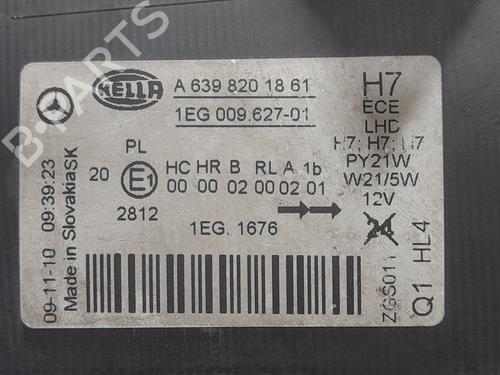 HELLA
A 639 820 18 61
1EG 009.627-01
H7
ECE
LHD
H7; H7; H7
PY21W
W21/5W
12V
24
PL
20
E1
2812
HC HR B RL A 1b
00 00 02 00 02 01
1EG. 1676
09-11-10 09:39:23
Made in SlovakiaSK
ZGS011
Q1 HL4
B-PARTS